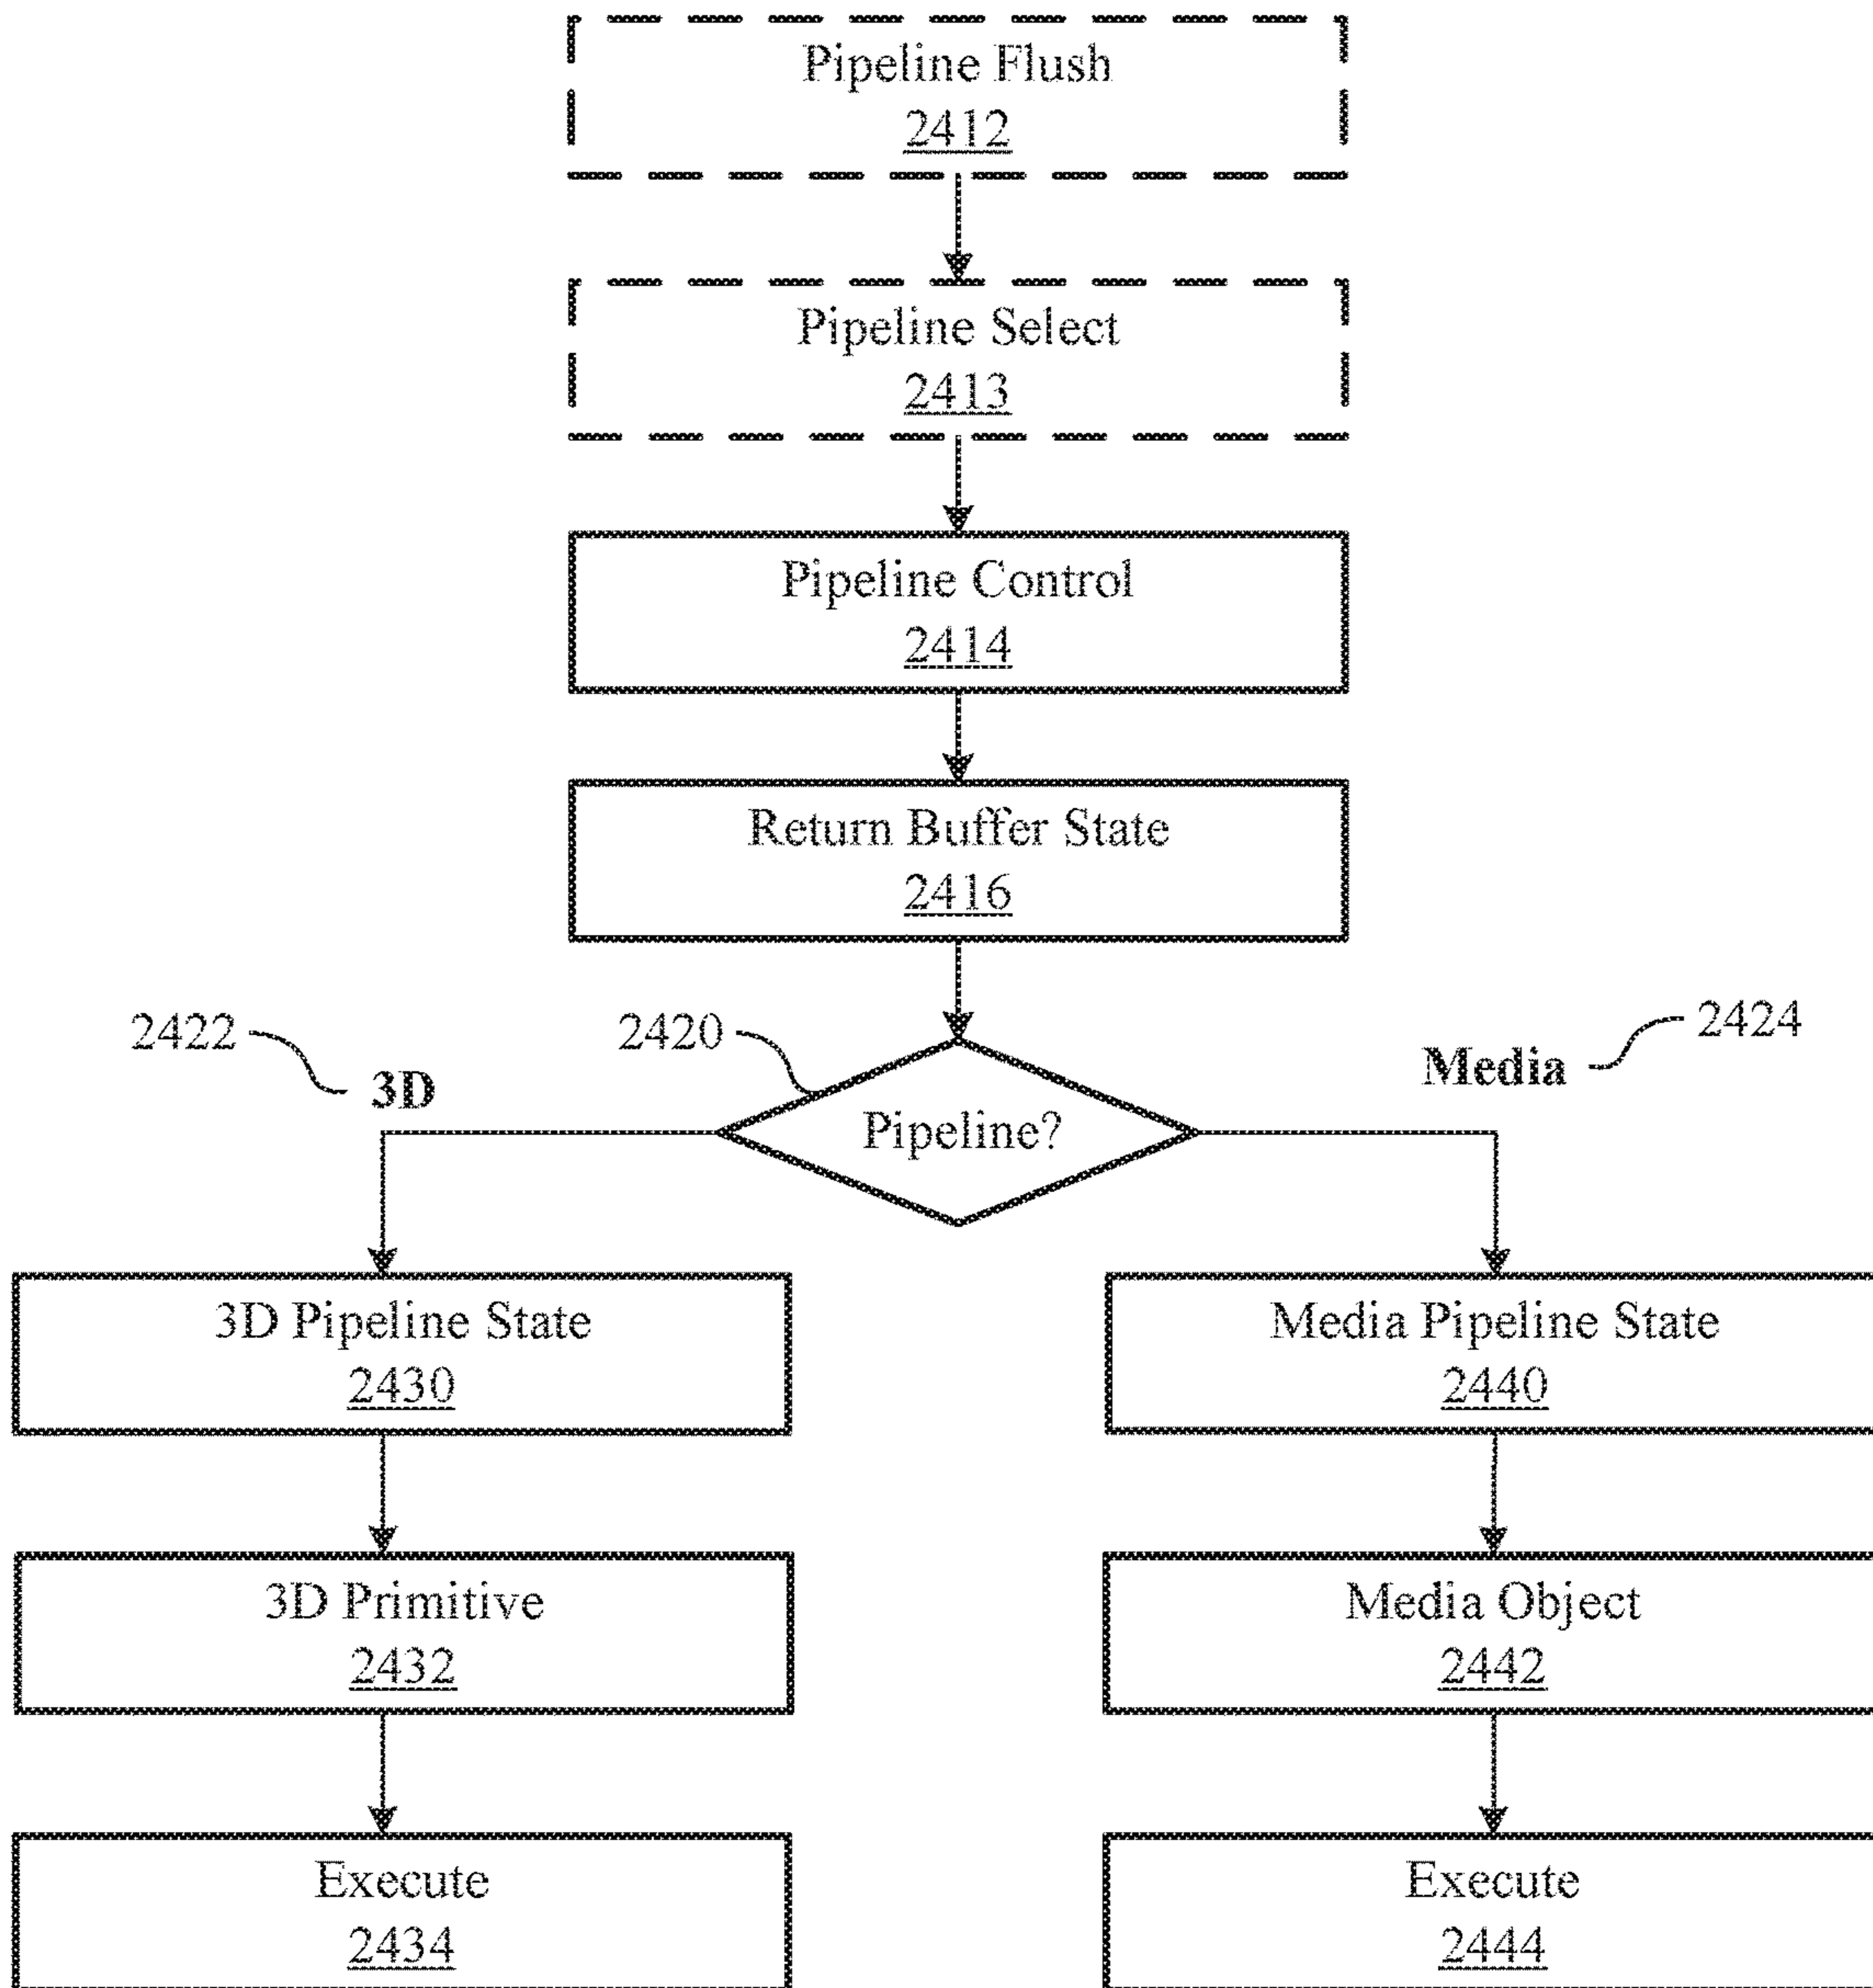 Pipeline Flush
2412
Pipeline Select
2413
Pipeline Control
2414
Return Buffer State
2416
2422
3D
2420
Pipeline?
Media
2424
3D Pipeline State
2430
Media Pipeline State
2440
3D Primitive
2432
Media Object
2442
Execute
2434
Execute
2444